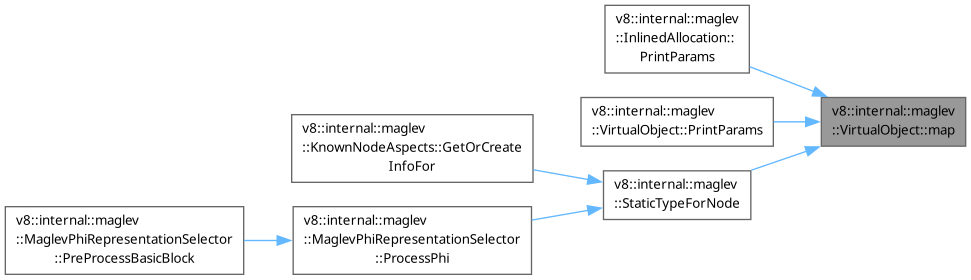 v8::internal::maglev
::InlinedAllocation::
PrintParams
v8::internal::maglev
::VirtualObject::PrintParams
v8::internal::maglev
::VirtualObject::map
v8::internal::maglev
::KnownNodeAspects::GetOrCreate
InfoFor
v8::internal::maglev
::StaticTypeForNode
v8::internal::maglev
::MaglevPhiRepresentationSelector
::PreProcessBasicBlock
v8::internal::maglev
::MaglevPhiRepresentationSelector
::ProcessPhi